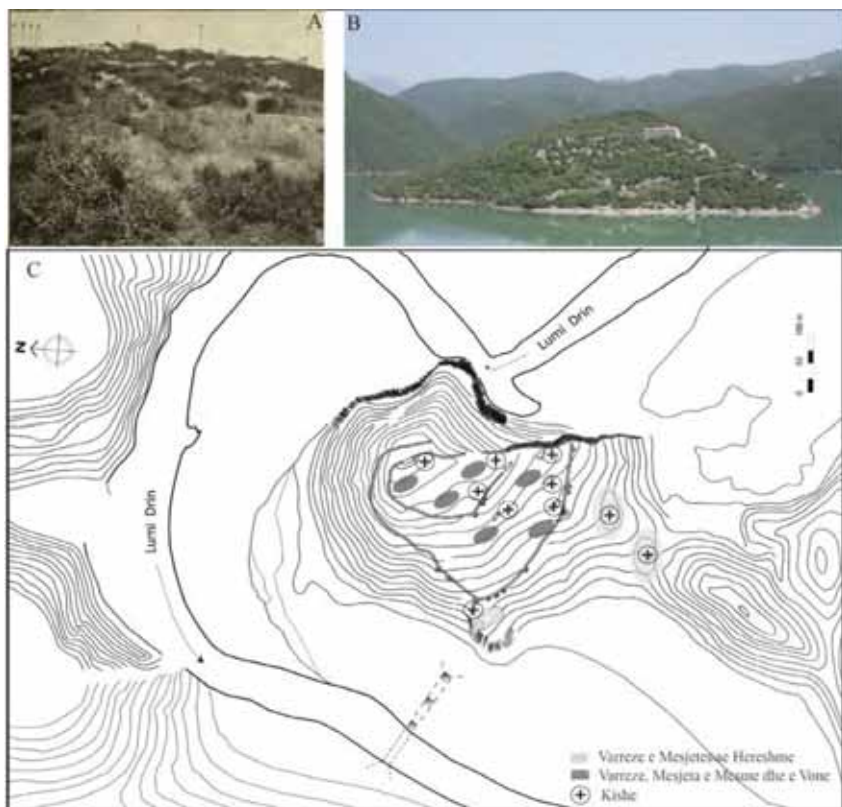 A
B
C
N
Lumi Drin
Lumi Drin
Varreze e Mesjetes se Hereshme
Varreze, Mesjeta e Mesme dhe e Vone
Kishe